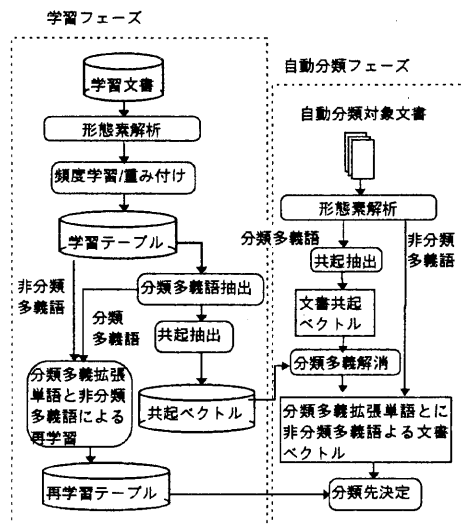 学習フェーズ
学習文書
形態素解析
頻度学習/重み付け
学習テーブル
非分類
多義語
分類
多義語
分類多義語抽出
共起抽出
分類多義拡張
単語と非分類
多義語による
再学習
共起ベクトル
再学習テーブル
自動分類フェーズ
自動分類対象文書
形態素解析
分類多義語
非分類
多義語
共起抽出
文書共起
ベクトル
分類多義解消
分類多義拡張単語とに
非分類多義語よる文書
ベクトル
分類先決定